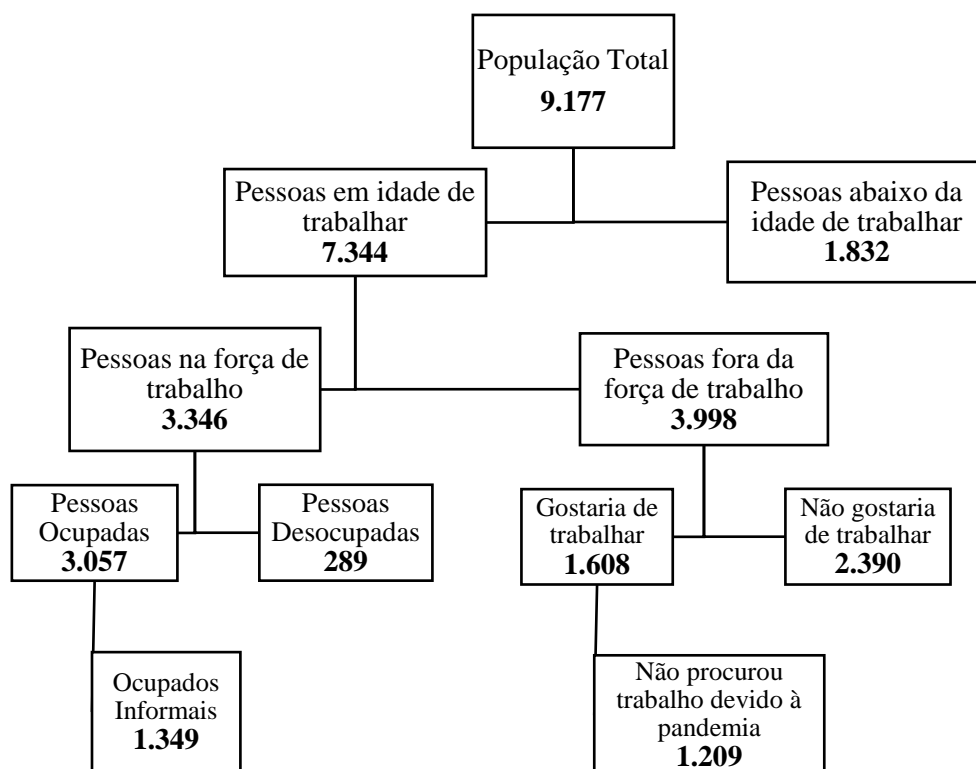 População Total
9.177
Pessoas em idade de
trabalhar
7.344
Pessoas abaixo da
idade de trabalhar
1.832
Pessoas na força de
trabalho
3.346
Pessoas fora da
força de trabalho
3.998
Pessoas
Ocupadas
3.057
Pessoas
Desocupadas
289
Gostaria de
trabalhar
1.608
Não gostaria
de trabalhar
2.390
Ocupados
Informais
1.349
Não procurou
trabalho devido à
pandemia
1.209